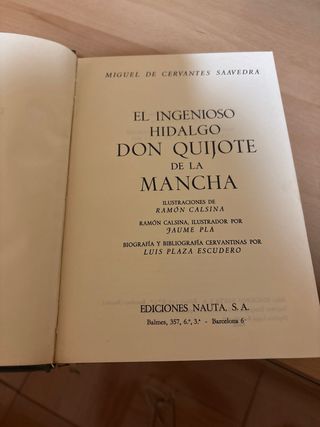 MIGUEL DE CERVANTES SAAVEDRA
EL INGENIOSO
HIDALGO
DON QUIJOTE
DE LA
MANCHA
ILUSTRACIONES DE
RAMÓN CALSINA
RAMÓN CALSINA, ILUSTRADOR POR
JAUME PLA
BIOGRAFÍA Y BIBLIOGRAFÍA CERVANTINAS POR
LUIS PLAZA ESCUDERO
EDICIONES NAUTA, S. A.
Balmes, 357, 6.º, 3.ª - Barcelona 6